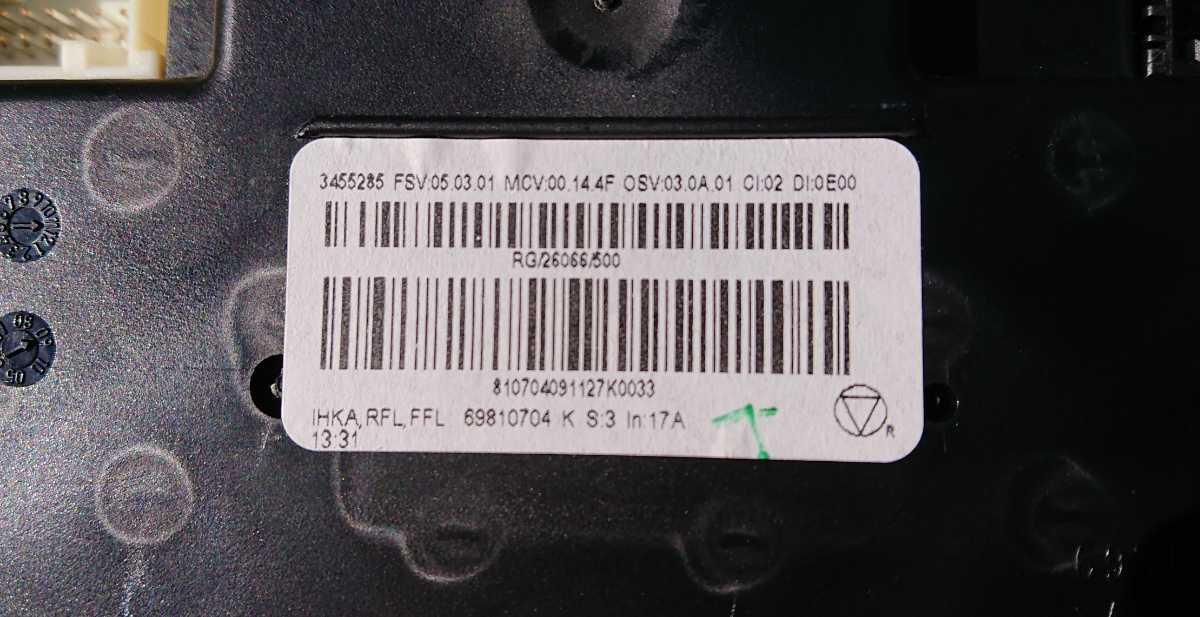 3455285 FSV:05.03.01 MCV:00.14.4F OSV:03.0A.01 CI:02 DI:0E00
RG/26066/500
810704091127K0033
IHKA,RFL,FFL 69810704 K S:3 In:17A
R
13:31